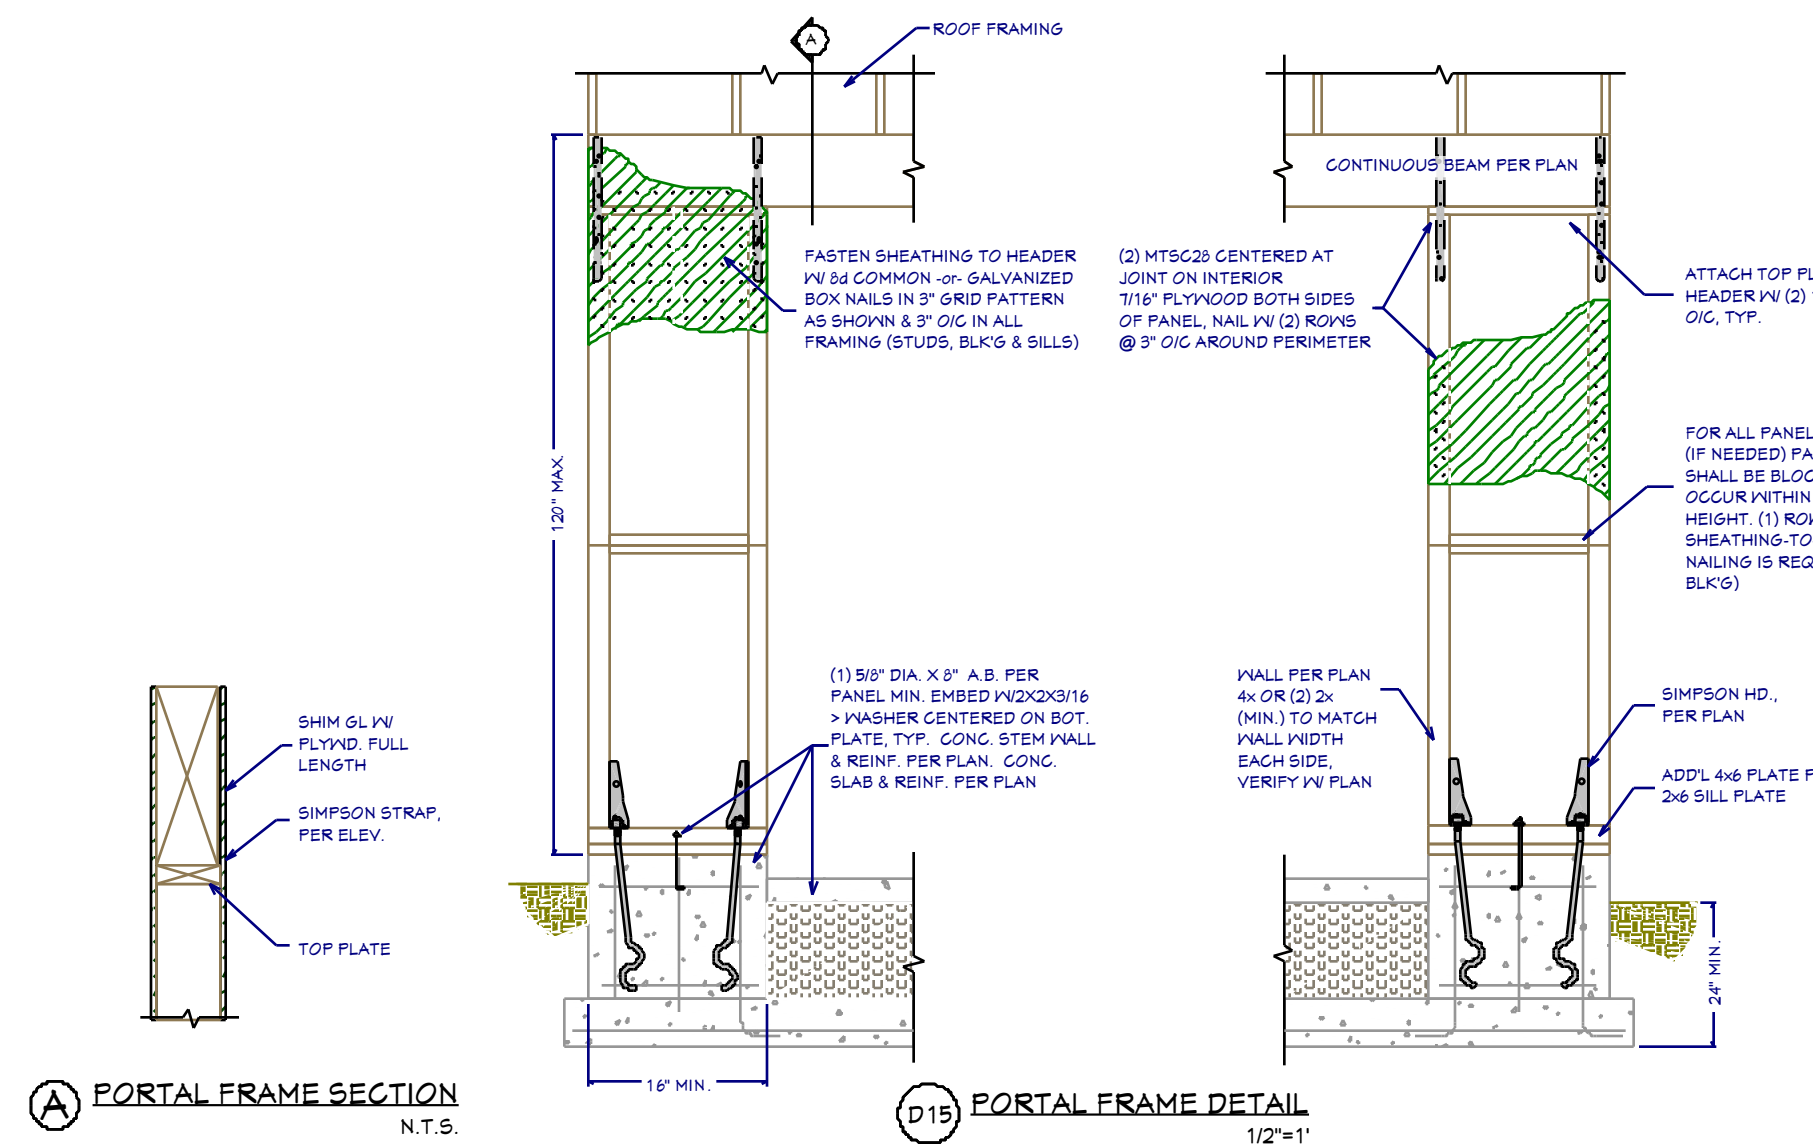 A
ROOF FRAMING
CONTINUOUS BEAM PER PLAN
FASTEN SHEATHING TO HEADER
W/ 8d COMMON -or- GALVANIZED
BOX NAILS IN 3" GRID PATTERN
AS SHOWN & 3" O/C IN ALL
FRAMING (STUDS, BLK'G & SILLS)
(2) MTSC28 CENTERED AT
JOINT ON INTERIOR
7/16" PLYWOOD BOTH SIDES
OF PANEL, NAIL W/ (2) ROWS
@ 3" O/C AROUND PERIMETER
ATTACH TOP
HEADER W/ (2)
O/C, TYP.
120" MAX.
FOR ALL PANEL
(IF NEEDED)
SHALL BE
OCCUR WITHIN
HEIGHT. (1)
SHEATHING-TO
NAILING IS
BLK'G)
(1) 5/8" DIA. X 8" A.B. PER
PANEL MIN. EMBED W/2X2X3/16
> WASHER CENTERED ON BOT.
PLATE, TYP. CONC. STEM WALL
& REINF. PER PLAN. CONC.
SLAB & REINF. PER PLAN
WALL PER PLAN
4x OR (2) 2x
(MIN.) TO MATCH
WALL WIDTH
EACH SIDE,
VERIFY W/ PLAN
SIMPSON HD.,
PER PLAN
ADD'L 4x6 PLATE
2x6 SILL PLATE
SHIM GL W/
PLYWD. FULL
LENGTH
SIMPSON STRAP,
PER ELEV.
TOP PLATE
24" MIN.
16" MIN.
A PORTAL FRAME SECTION
N.T.S.
D15 PORTAL FRAME DETAIL
1/2"=1'